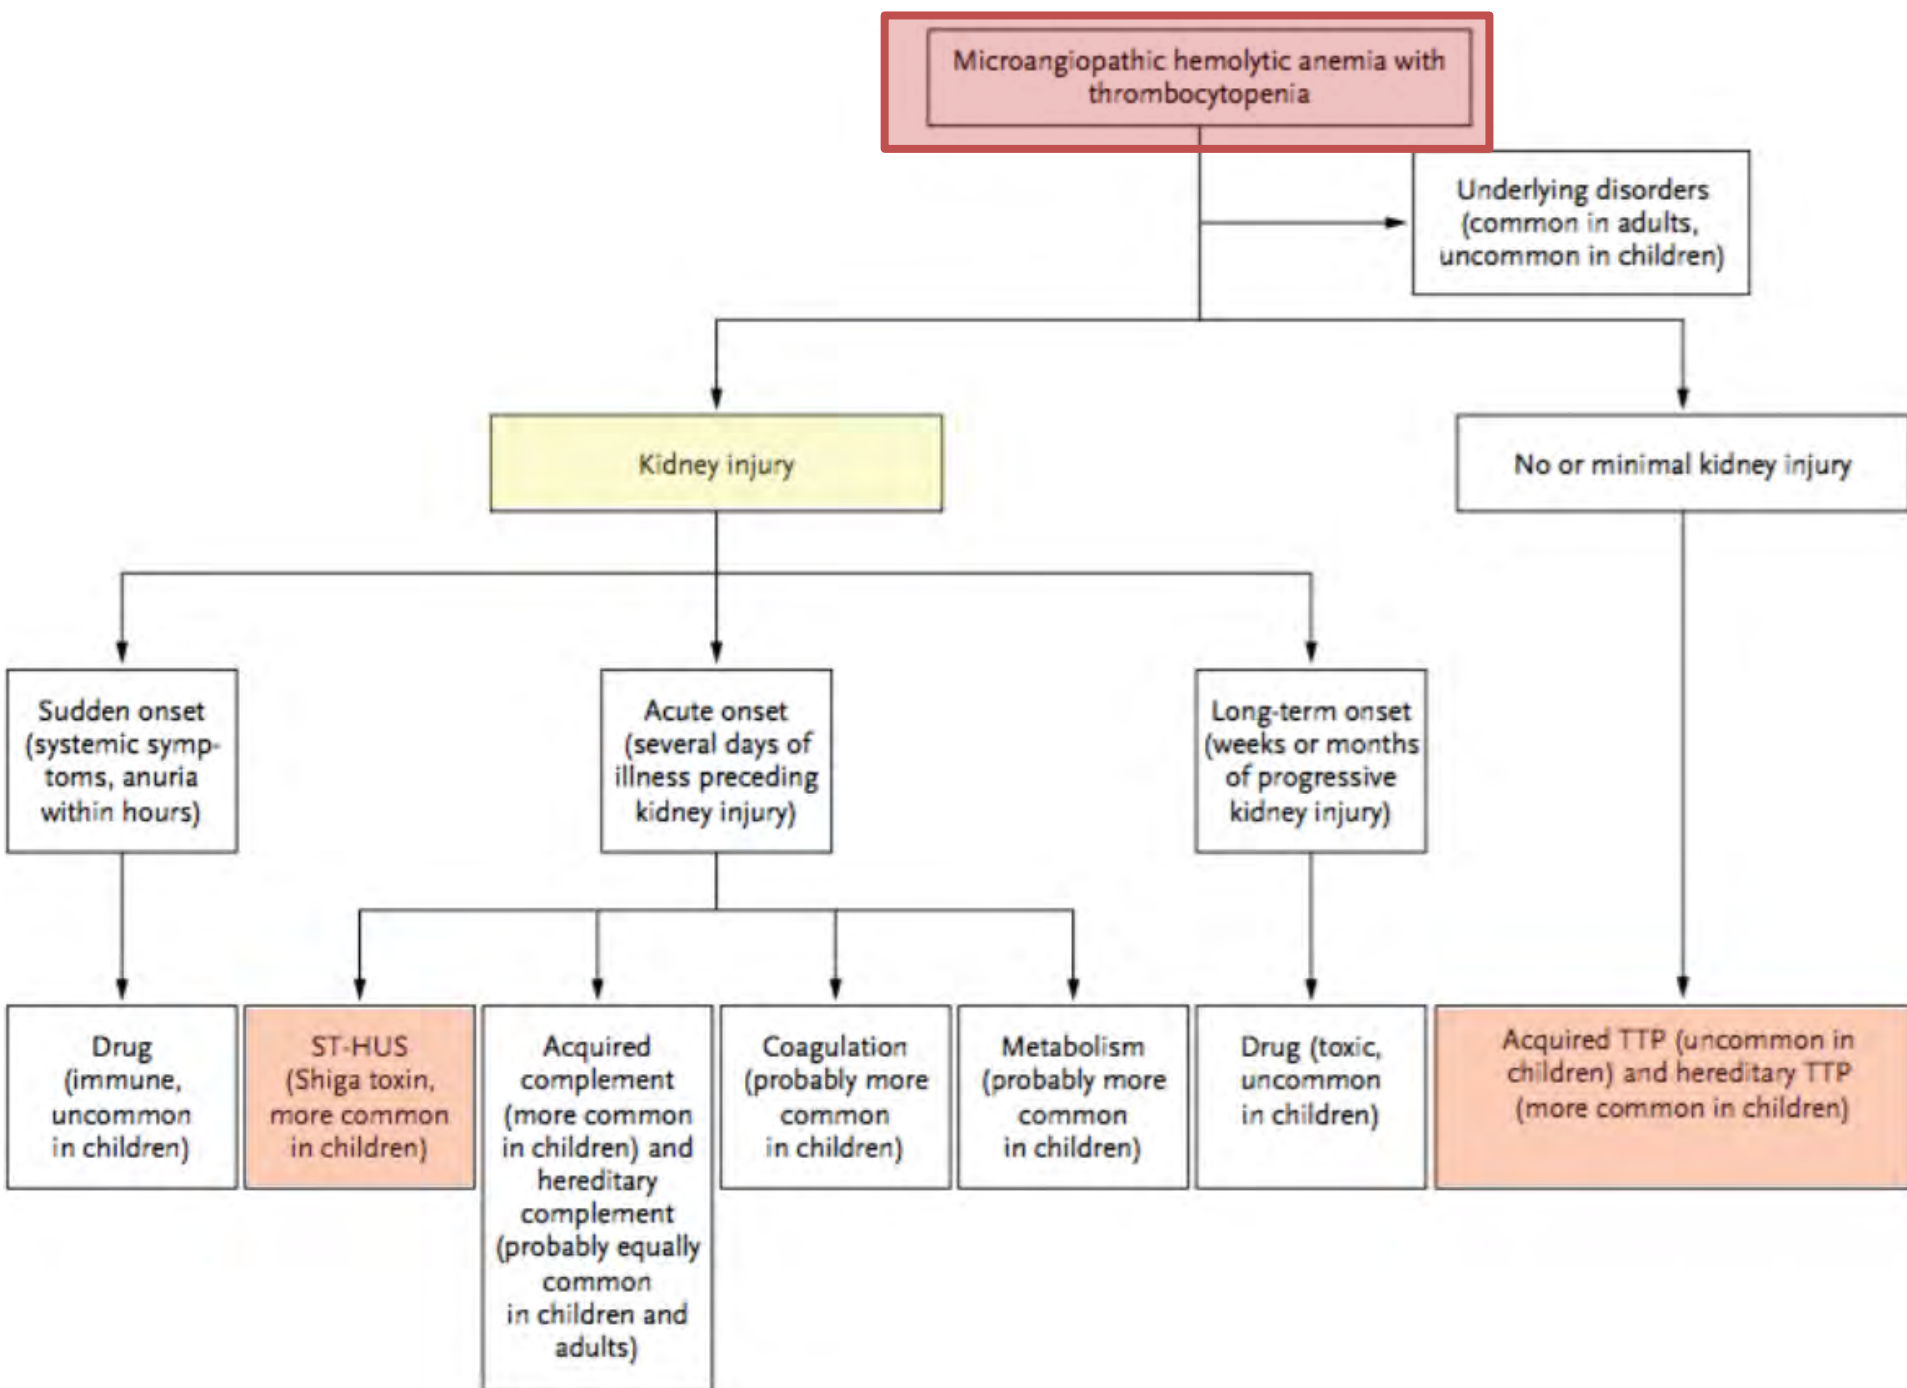 Microangiopathic hemolytic anemia with
thrombocytopenia
Underlying disorders
(common in adults,
uncommon in children)
Kidney injury
No or minimal kidney injury
Sudden onset
(systemic symp-
toms, anuria
within hours)
Acute onset
(several days of
illness preceding
kidney injury)
Long-term onset
(weeks or months
of progressive
kidney injury)
Drug
(immune,
uncommon
in children)
ST-HUS
(Shiga toxin,
more common
in children)
Acquired
complement
(more common
in children) and
hereditary
complement
(probably equally
common
in children and
adults)
Coagulation
(probably more
common
in children)
Metabolism
(probably more
common
in children)
Drug (toxic,
uncommon
in children)
Acquired TTP (uncommon in
children) and hereditary TTP
(more common in children)